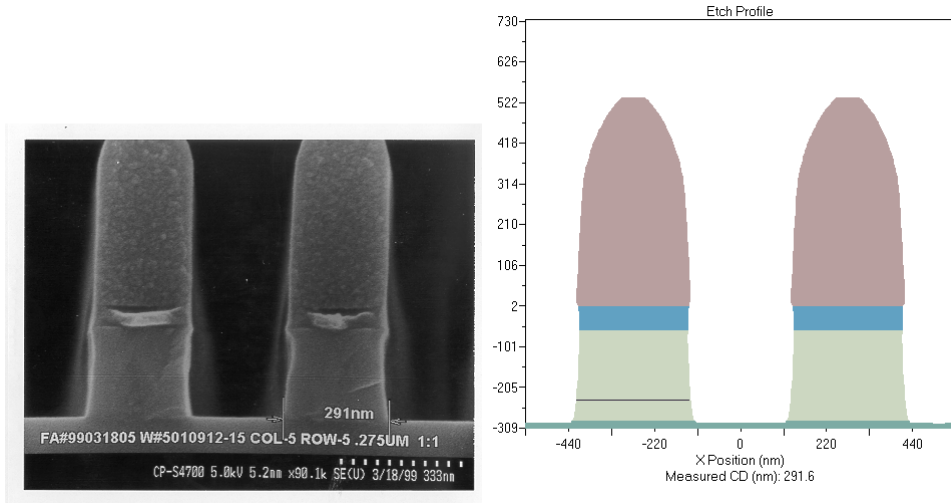 291nm
FA#99031805 W#5010912-15 COL-5 ROW-5 .275UM 1:1
CP-S4700 5.0kV 5.2mm x90.1k SE(U) 3/18/99 333nm
Etch Profile
730
626
522
418
314
210
106
2
-101
-205
-309
-440 -220 0 220 440
X Position (nm)
Measured CD (nm): 291.6